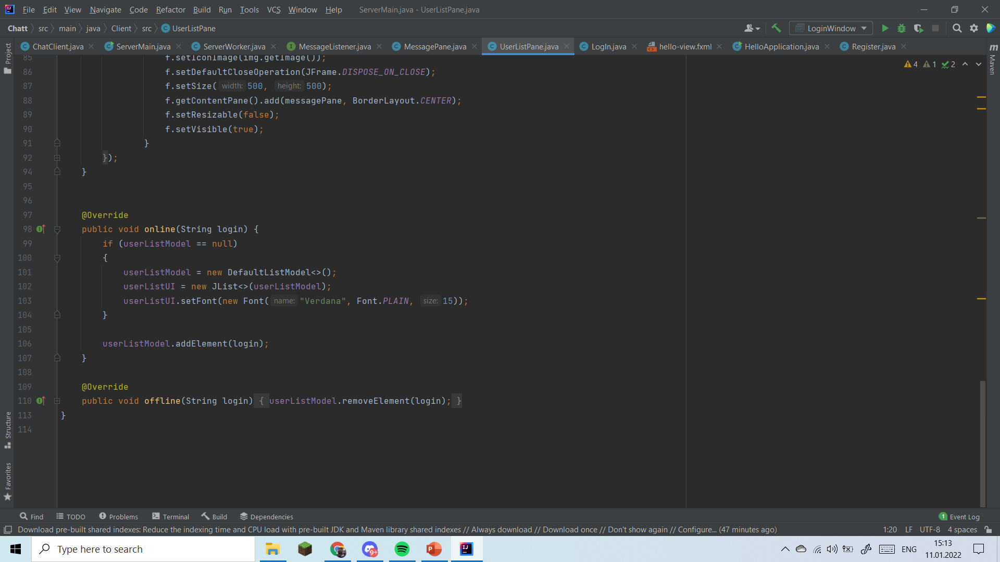 File Edit View Navigate Code Refactor Build Run Tools VCS Window Help ServerMain.java - UserListPane.java
Chatt src main java Client src UserListPane LoginWindow
ChatClient.java ServerMain.java ServerWorker.java MessageListener.java MessagePane.java UserListPane.java LogIn.java hello-view.fxml HelloApplication.java Register.java
Project
Maven
4 1 2
85 f.setIconImage(img.getImage());
86 f.setDefaultCloseOperation(JFrame.DISPOSE_ON_CLOSE);
87 f.setSize( width: 500, height: 500);
88 f.getContentPane().add(messagePane, BorderLayout.CENTER);
89 f.setResizable(false);
90 f.setVisible(true);
91 }
92 });
94 }
95
96
97 @Override
98 public void online(String login) {
99 if (userListModel == null)
100 {
101 userListModel = new DefaultListModel<>();
102 userListUI = new JList<>(userListModel);
103 userListUI.setFont(new Font( name: "Verdana", Font.PLAIN, size: 15));
104 }
105
106 userListModel.addElement(login);
107 }
108
109 @Override
110 public void offline(String login) { userListModel.removeElement(login); }
113 }
114
Structure
Favorites
Find TODO Problems Terminal Build Dependencies 1 Event Log
Download pre-built shared indexes: Reduce the indexing time and CPU load with pre-built JDK and Maven library shared indexes // Always download // Download once // Don't show again // Configure... (47 minutes ago) 1:20 LF UTF-8 4 spaces
Type here to search 9+ ENG 15:13
11.01.2022